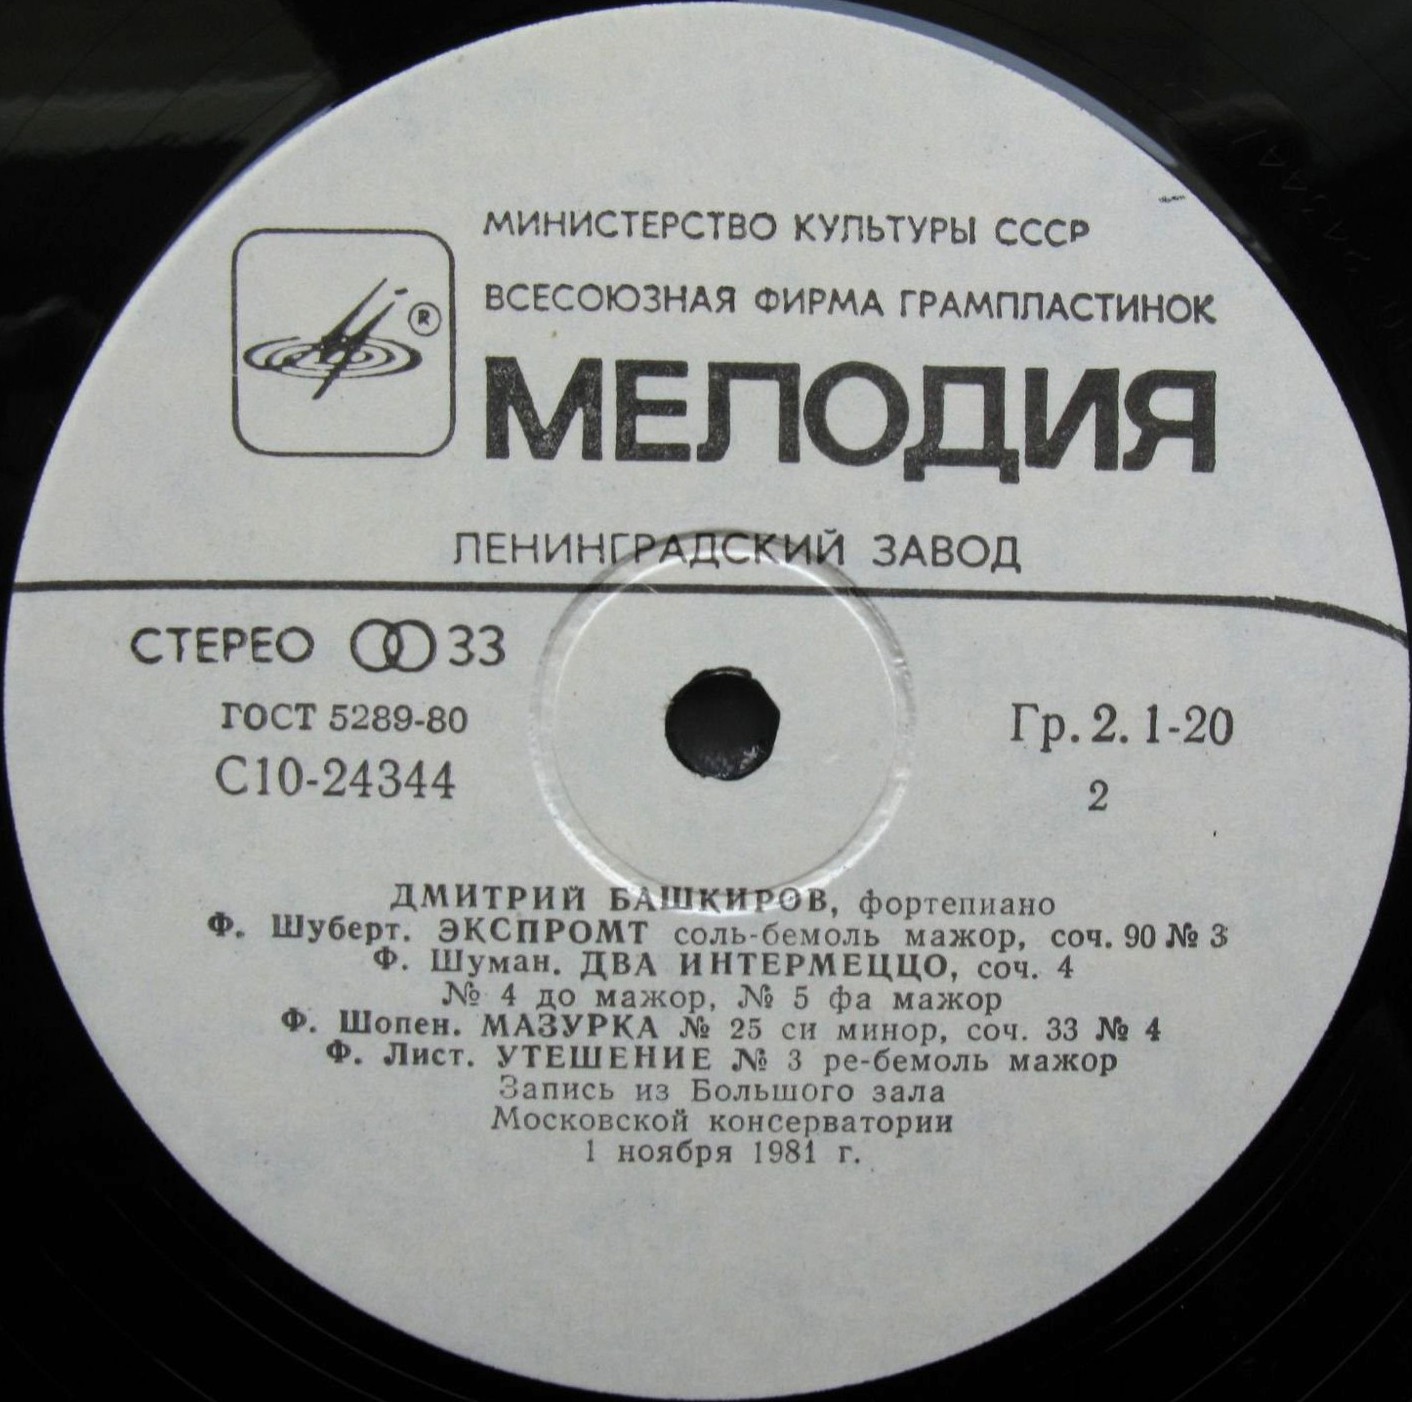 МИНИСТЕРСТВО КУЛЬТУРЫ СССР
ВСЕСОЮЗНАЯ ФИРМА ГРАМПЛАСТИНОК
®
МЕЛОДИЯ
ЛЕНИНГРАДСКИЙ ЗАВОД
СТЕРЕО 33
ГОСТ 5289-80
Гр. 2. 1-20
С10-24344
2
ДМИТРИЙ БАШКИРОВ, фортепиано
Ф. Шуберт. ЭКСПРОМТ соль-бемоль мажор, соч. 90 № 3
Ф. Шуман. ДВА ИНТЕРМЕЦЦО, соч. 4
№ 4 до мажор, № 5 фа мажор
Ф. Шопен. МАЗУРКА № 25 си минор, соч. 33 № 4
Ф. Лист. УТЕШЕНИЕ № 3 ре-бемоль мажор
Запись из Большого зала
Московской консерватории
1 ноября 1981 г.